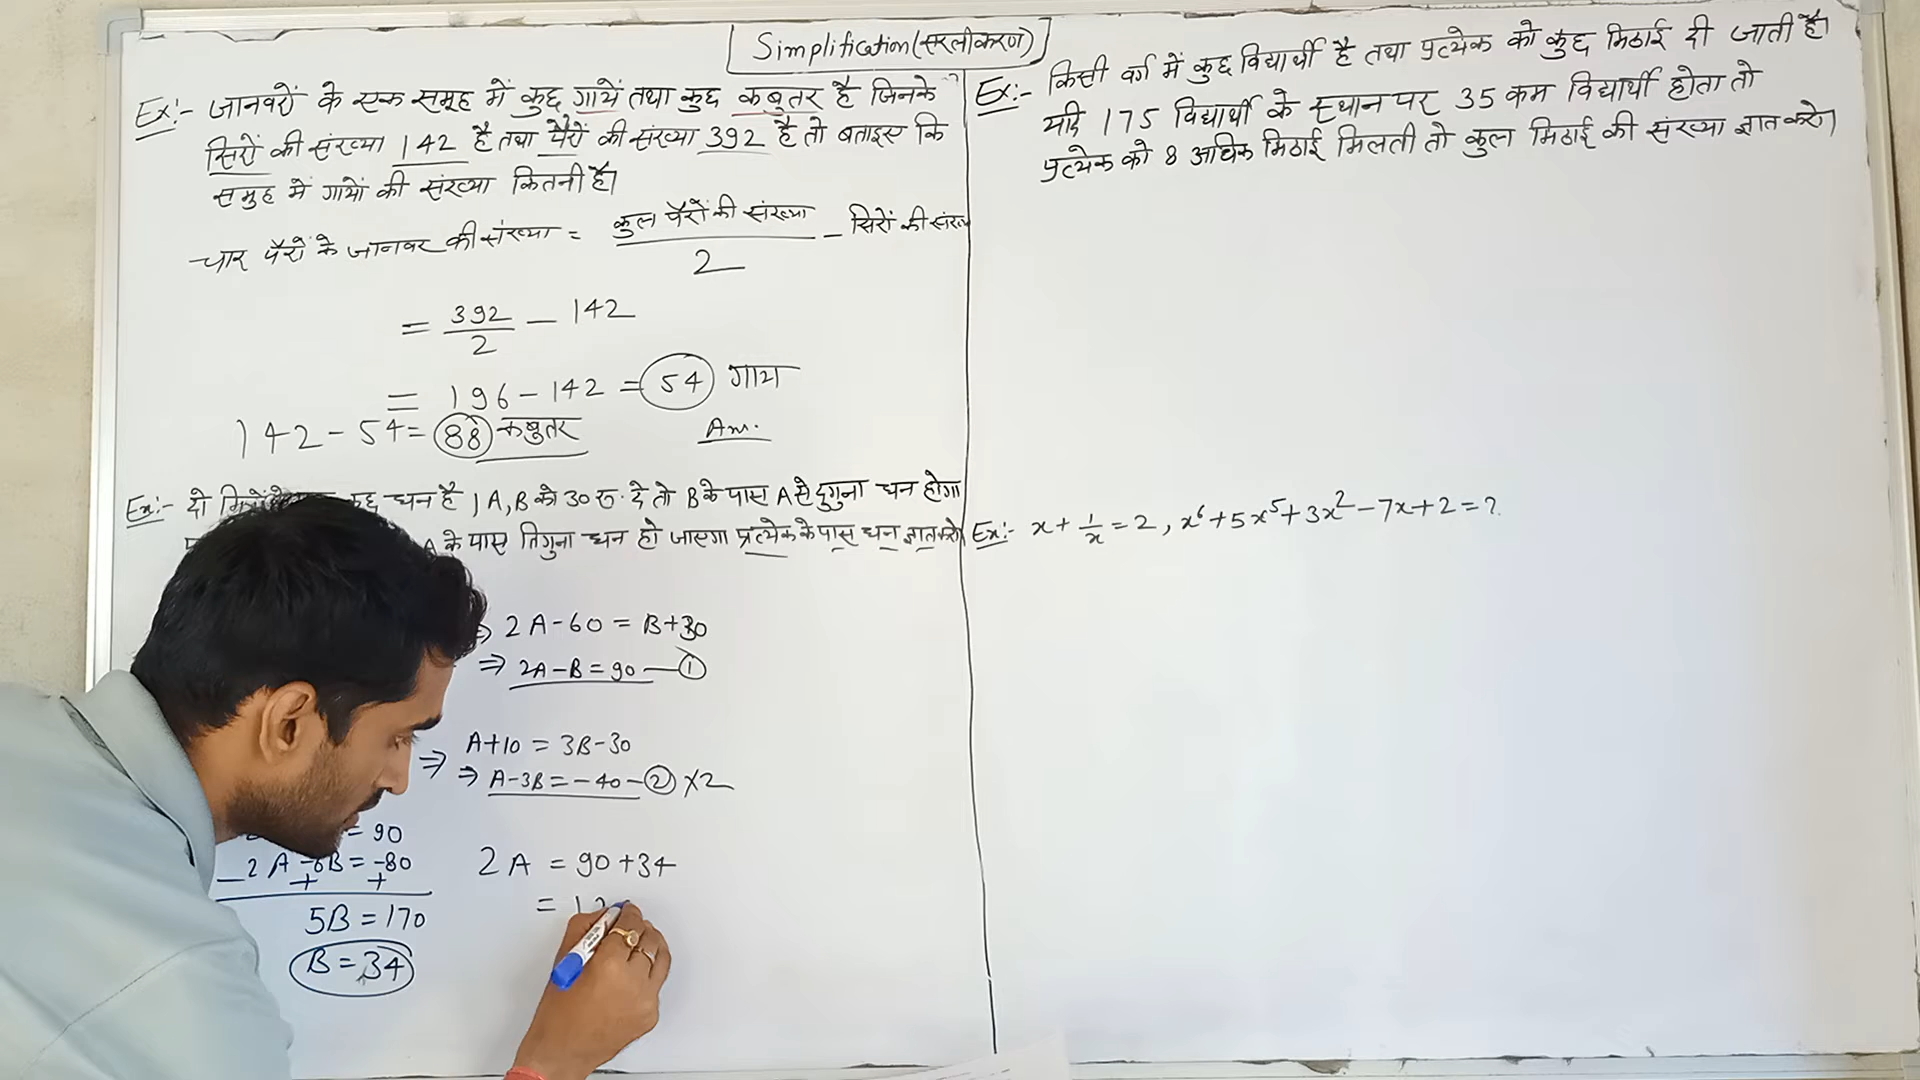 Simplification(सरलीकरण)
Ex:- जानवरों के एक समूह में कुछ गायें तथा कुछ कबुतर है जिनके
सिरों की संख्या 142 है तथा पैरों की संख्या 392 है तो बताइए कि
समुह में गायों की संख्या कितनी है।
चार पैरों के जानवर की संख्या = कुल पैरों की संख्या / 2 - सिरों की संख्
= 392/2 - 142
= 196 - 142 = 54 गाय
142 - 54 = 88 कबुतर
Ans.
Ex:- दो मित्रों के धन है । A, B को 30 रु. दे तो B के पास A से दुगुना धन होगा
A के पास तिगुना धन हो जाएगा प्रत्येक के पास धन ज्ञात करो।
⇒ 2A-60 = B+30
⇒ 2A-B = 90 — ①
⇒ A+10 = 3B-30
⇒ A-3B = -40 - ② ×2
= 90
2A -6B = -80
- + +
5B = 170
B = 34
2A = 90+34
= 12
Ex:- किसी वर्ग में कुछ विद्यार्थी है तथा प्रत्येक को कुछ मिठाई दी जाती है।
यदि 175 विद्यार्थी के स्थान पर 35 कम विद्यार्थी होता तो
प्रत्येक को 8 अधिक मिठाई मिलती तो कुल मिठाई की संख्या ज्ञात करो।
Ex:- x + 1/x = 2, x⁶+5x⁵+3x²-7x+2 = ?